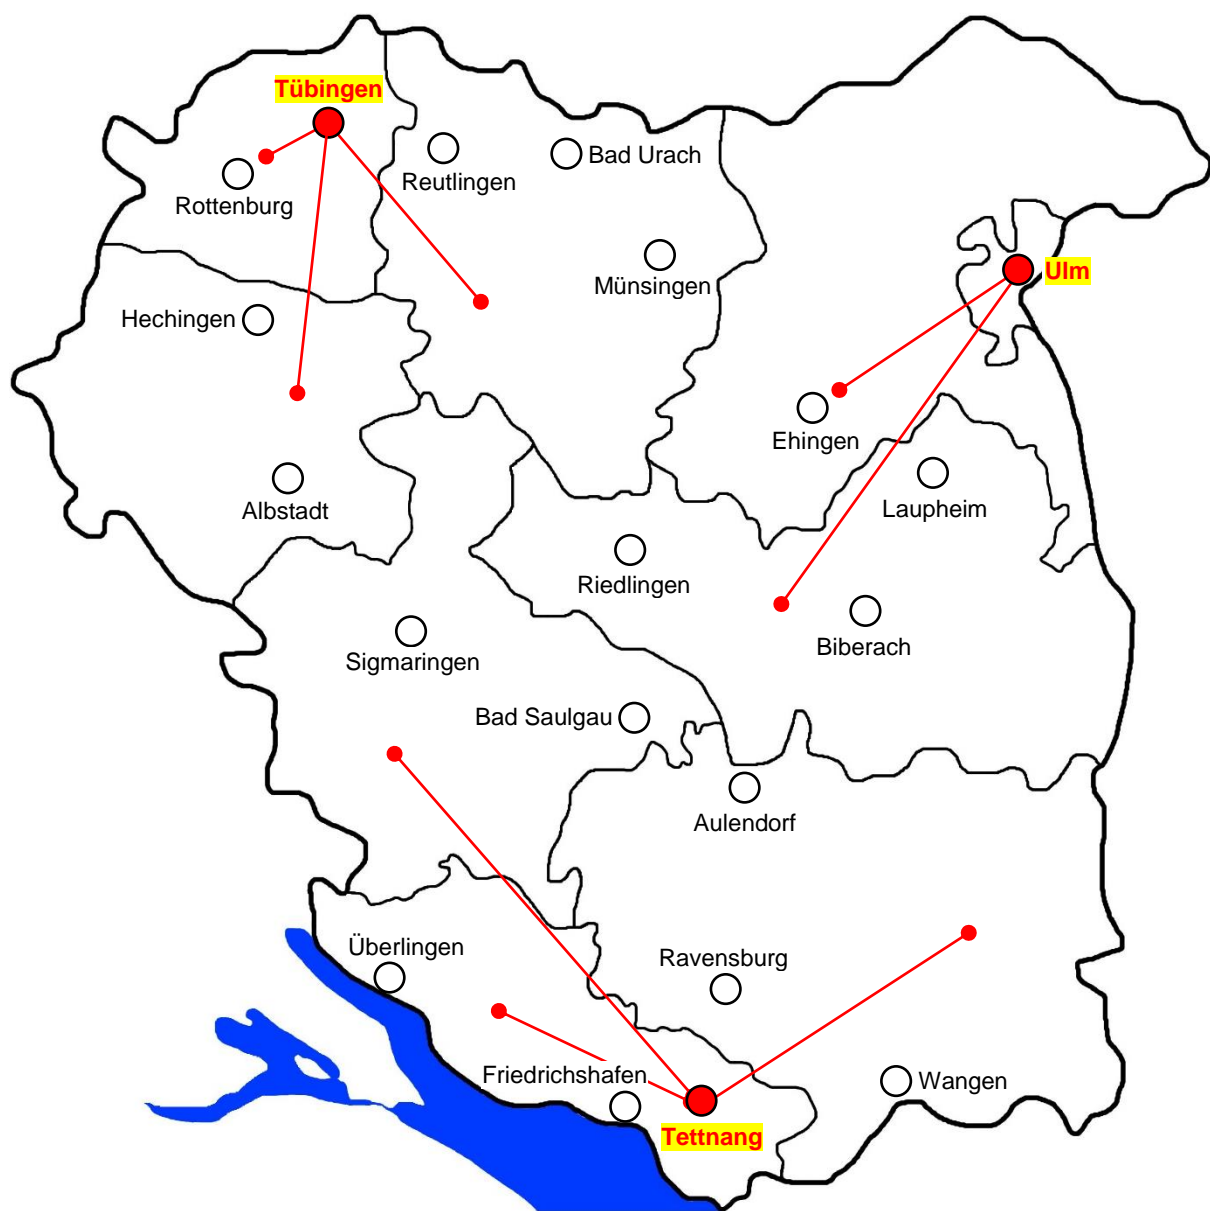 Tübingen
Bad Urach
Reutlingen
Rottenburg
Ulm
Münsingen
Hechingen
Ehingen
Laupheim
Albstadt
Riedlingen
Biberach
Sigmaringen
Bad Saulgau
Aulendorf
Überlingen
Ravensburg
Friedrichshafen
Wangen
Tettnang